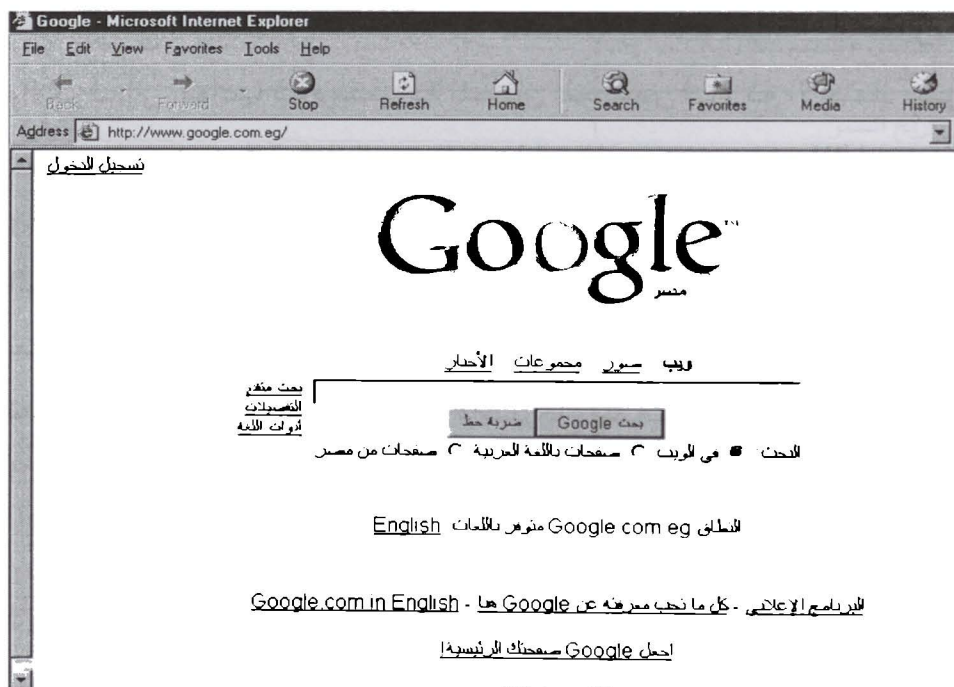 Google - Microsoft Internet Explorer
File Edit View Favorites Tools Help
Back Forward Stop Refresh Home Search Favorites Media History
Address http://www.google.com.eg/
تسجيل الدخول
Google™
مصر
ويب صور مجموعات الأخبار
بحث متقدم
التفضيلات
أدوات اللغة
بحث Google ضربة حظ
البحث: في الويب صفحات باللغة العربية صفحات من مصر
النطاق Google com eg متوفر باللغات English
البرنامج الإعلاني - كل ما تحب معرفته عن Google هنا - Google.com in English
اجعل Google صفحتك الرئيسية!